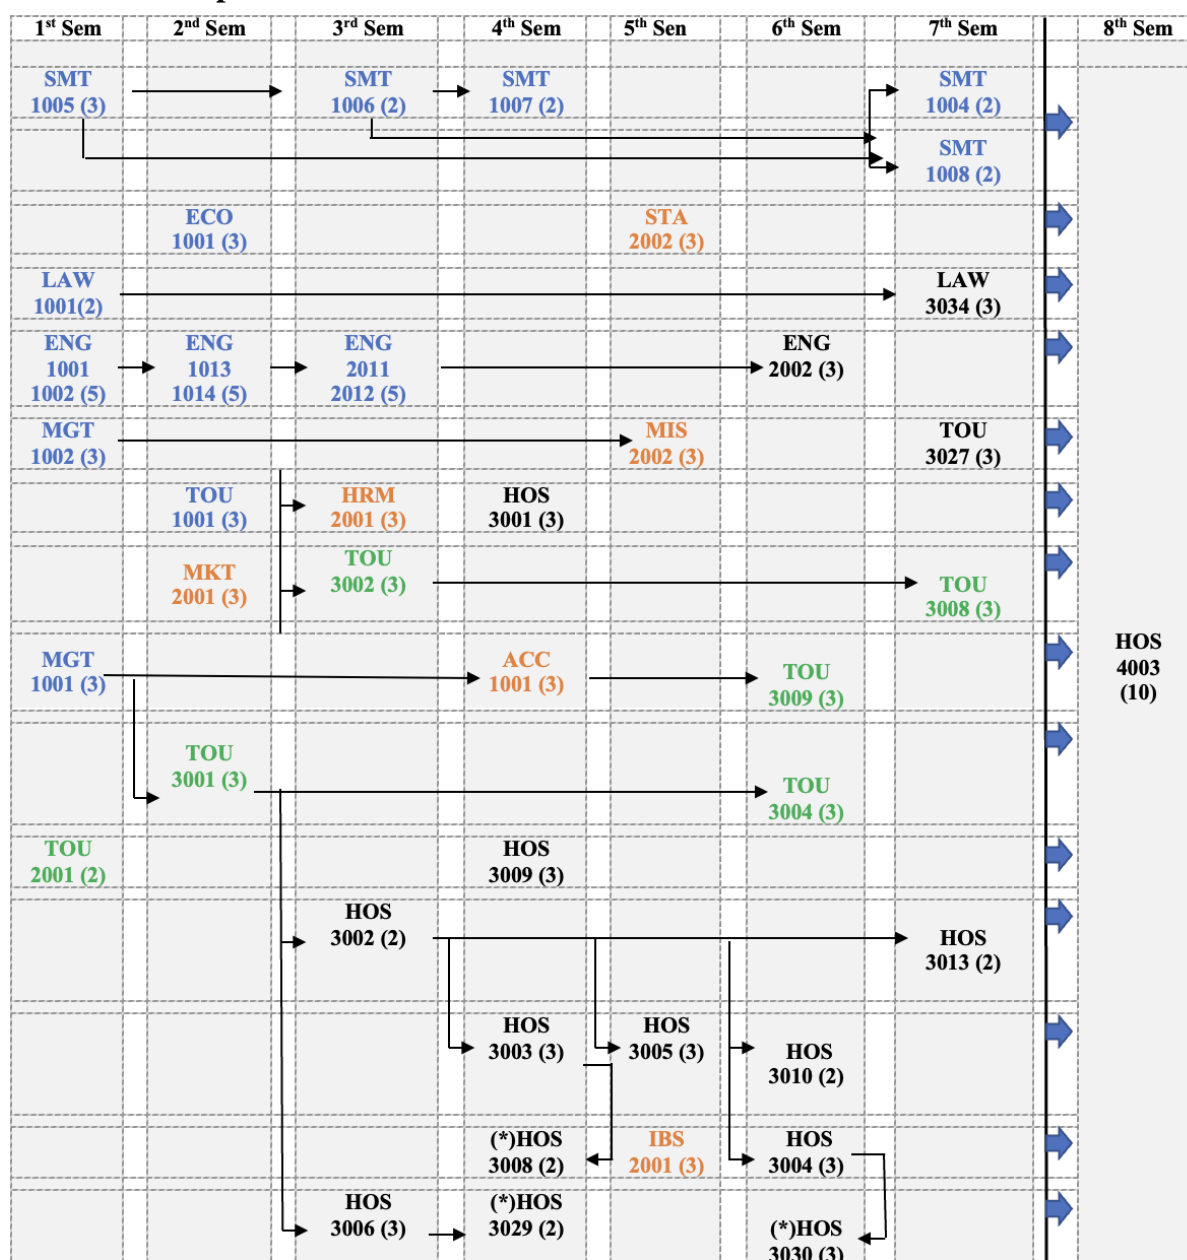 1st Sem 2nd Sem 3rd Sem 4th Sem 5th Sen 6th Sem 7th Sem 8th Sem
SMT SMT SMT SMT
1005 (3) 1006 (2) 1007 (2) 1004 (2)
SMT
1008 (2)
ECO STA
1001 (3) 2002 (3)
LAW LAW
1001(2) 3034 (3)
ENG ENG ENG ENG
1001 1013 2011 2002 (3)
1002 (5) 1014 (5) 2012 (5)
MGT MIS TOU
1002 (3) 2002 (3) 3027 (3)
TOU HRM HOS
1001 (3) 2001 (3) 3001 (3)
TOU
MKT 3002 (3) TOU
2001 (3) 3008 (3)
MGT ACC HOS
1001 (3) 1001 (3) TOU 4003
3009 (3) (10)
TOU
3001 (3) TOU
3004 (3)
TOU HOS
2001 (2) 3009 (3)
HOS
3002 (2) HOS
3013 (2)
HOS HOS
3003 (3) 3005 (3) HOS
3010 (2)
(*)HOS IBS HOS
3008 (2) 2001 (3) 3004 (3)
HOS (*)HOS
3006 (3) 3029 (2) (*)HOS
3030 (3)